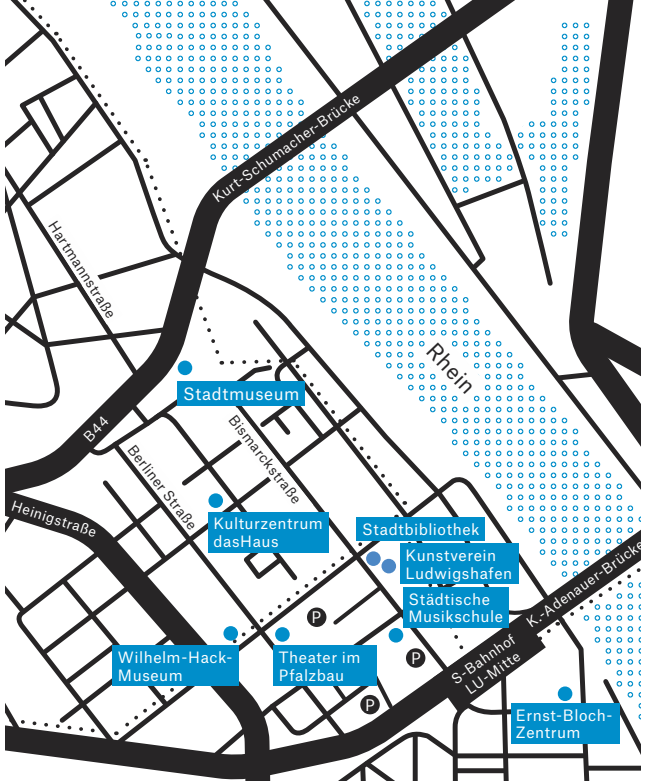 Kurt-Schumacher-Brücke
Hartmannstraße
Rhein
Stadtmuseum
B44
Bismarckstraße
Berliner Straße
Heinigstraße
Kulturzentrum
dasHaus
Stadtbibliothek
Kunstverein
Ludwigshafen
K.-Adenauer-Brücke
Städtische
Musikschule
P
Wilhelm-Hack-
Museum
Theater im
Pfalzbau
P
S-Bahnhof
LU-Mitte
P
Ernst-Bloch-
Zentrum